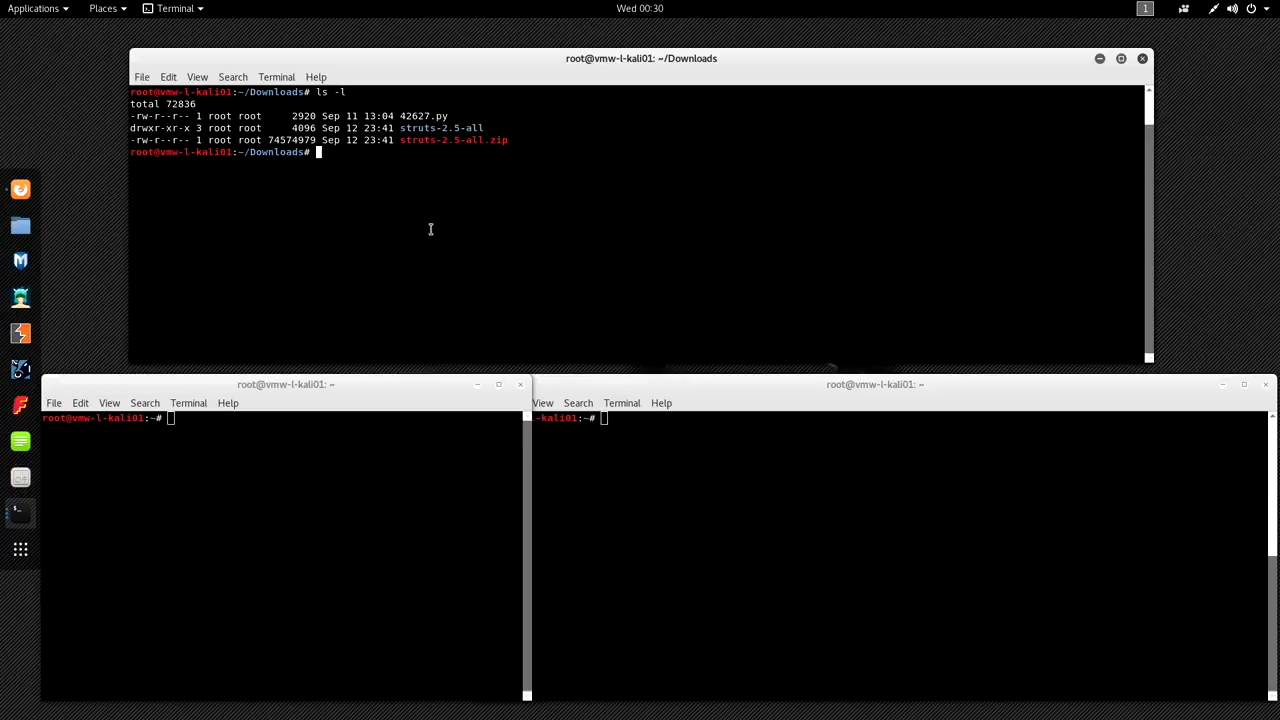 Applications Places Terminal Wed 00:30 1
root@vmw-l-kali01: ~/Downloads
File Edit View Search Terminal Help
root@vmw-l-kali01:~/Downloads# ls -l
total 72836
-rw-r--r-- 1 root root     2920 Sep 11 13:04 42627.py
drwxr-xr-x 3 root root     4096 Sep 12 23:41 struts-2.5-all
-rw-r--r-- 1 root root 74574979 Sep 12 23:41 struts-2.5-all.zip
root@vmw-l-kali01:~/Downloads#
root@vmw-l-kali01: ~
File Edit View Search Terminal Help
root@vmw-l-kali01:~#
root@vmw-l-kali01: ~
View Search Terminal Help
-kali01:~#